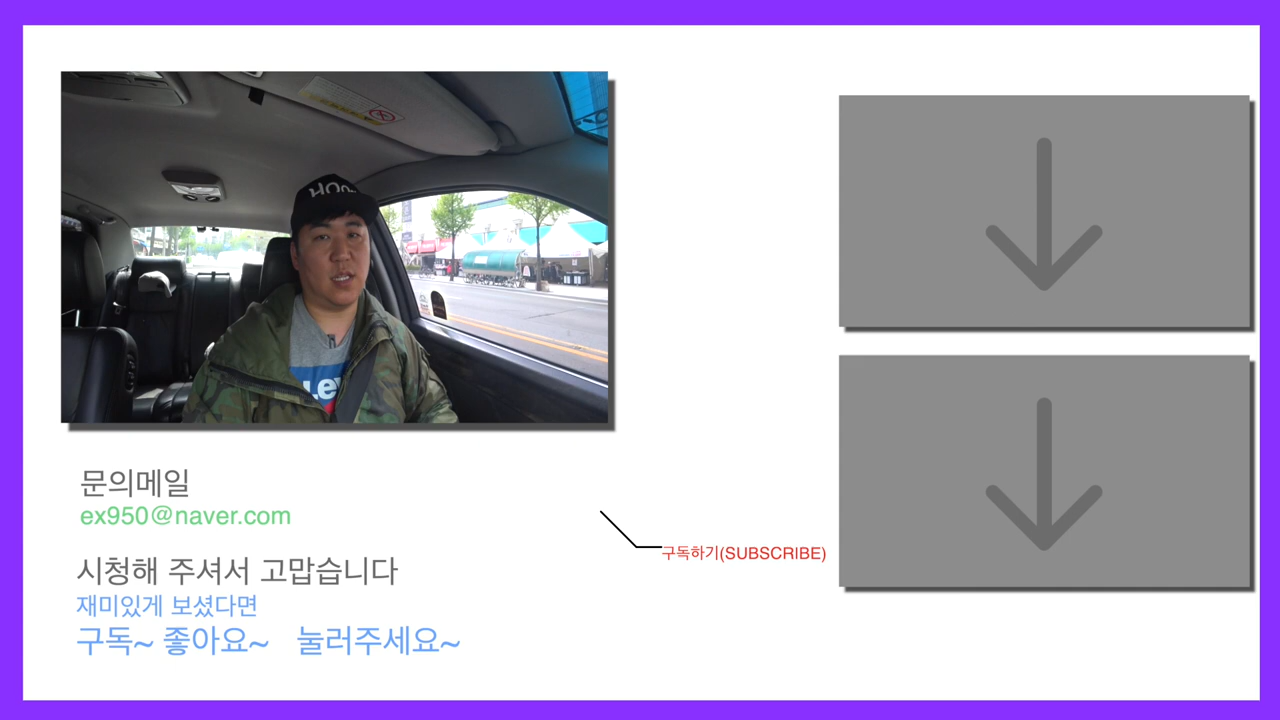 문의메일
ex950@naver.com
시청해 주셔서 고맙습니다
재미있게 보셨다면
구독~ 좋아요~ 눌러주세요~
구독하기(SUBSCRIBE)